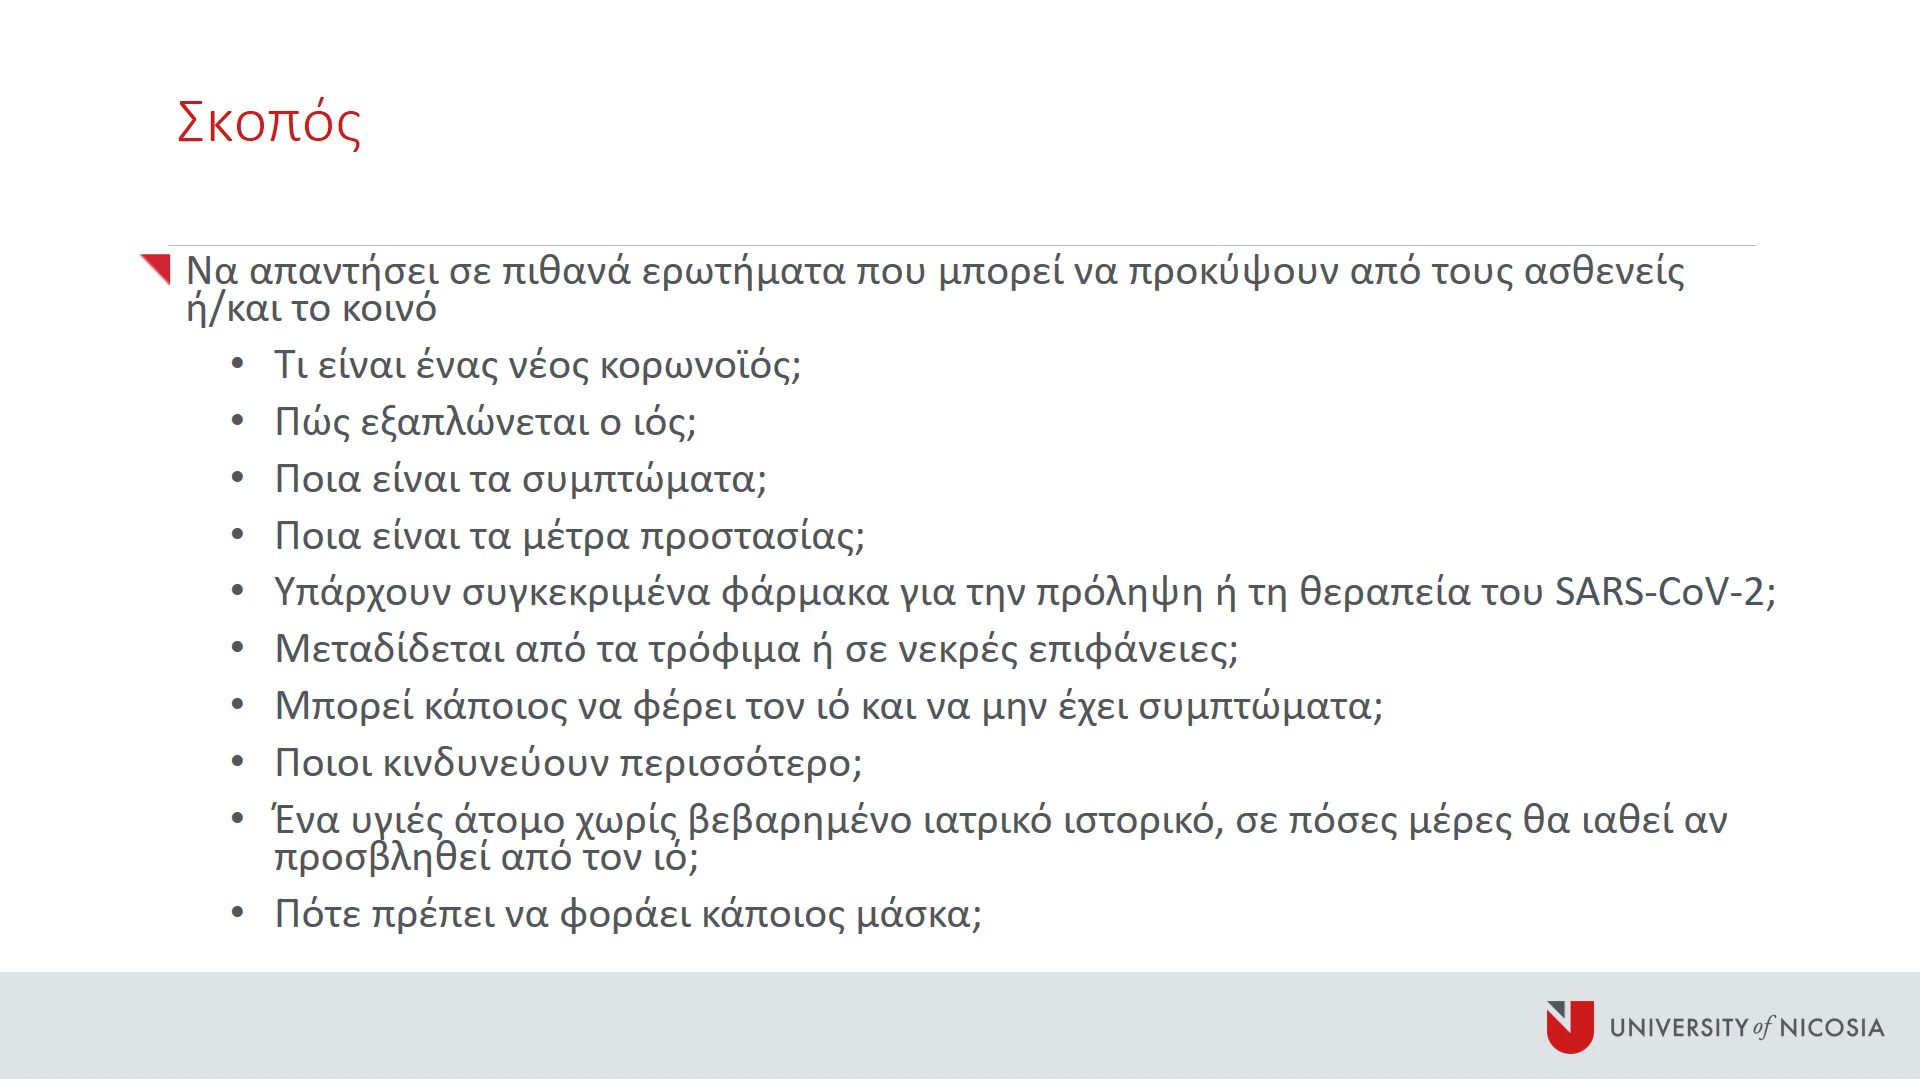 Σκοπός
Να απαντήσει σε πιθανά ερωτήματα που μπορεί να προκύψουν από τους ασθενείς
ή/και το κοινό
• Τι είναι ένας νέος κορωνοϊός;
• Πώς εξαπλώνεται ο ιός;
• Ποια είναι τα συμπτώματα;
• Ποια είναι τα μέτρα προστασίας;
• Υπάρχουν συγκεκριμένα φάρμακα για την πρόληψη ή τη θεραπεία του SARS-CoV-2;
• Μεταδίδεται από τα τρόφιμα ή σε νεκρές επιφάνειες;
• Μπορεί κάποιος να φέρει τον ιό και να μην έχει συμπτώματα;
• Ποιοι κινδυνεύουν περισσότερο;
• Ένα υγιές άτομο χωρίς βεβαρημένο ιατρικό ιστορικό, σε πόσες μέρες θα ιαθεί αν
προσβληθεί από τον ιό;
• Πότε πρέπει να φοράει κάποιος μάσκα;
UNIVERSITY of NICOSIA